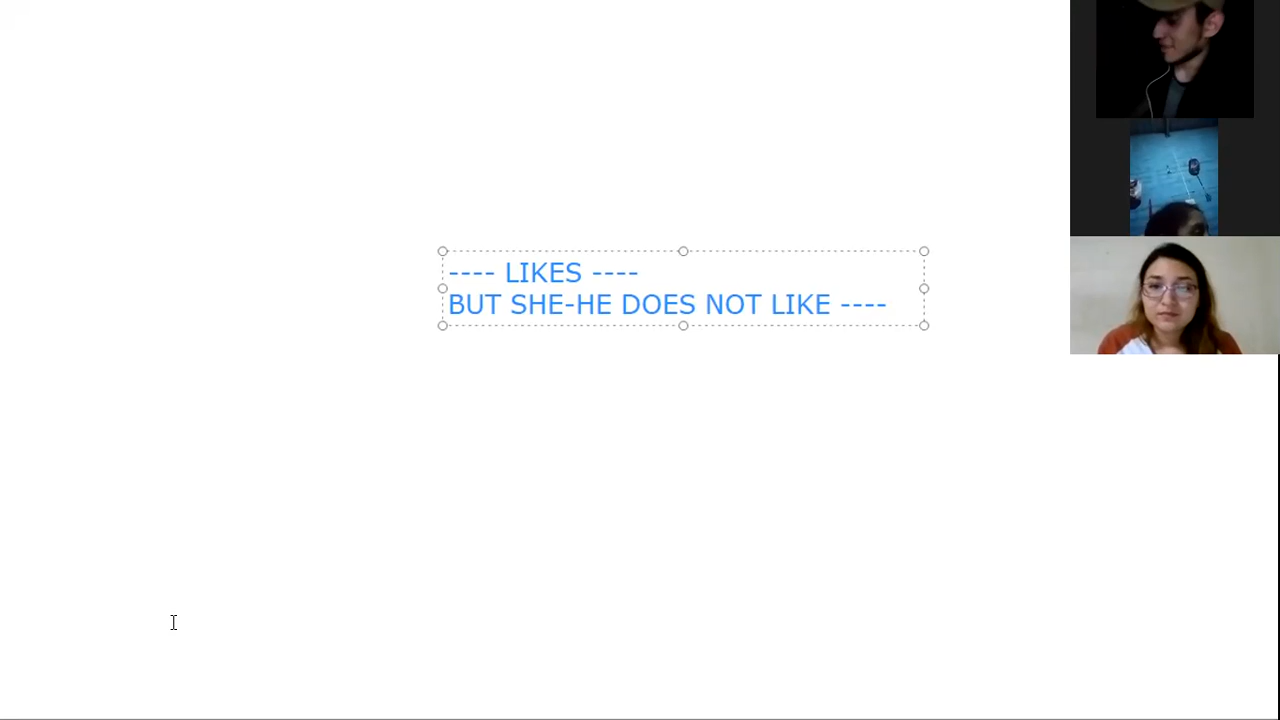 ---- LIKES ----
BUT SHE-HE DOES NOT LIKE ----